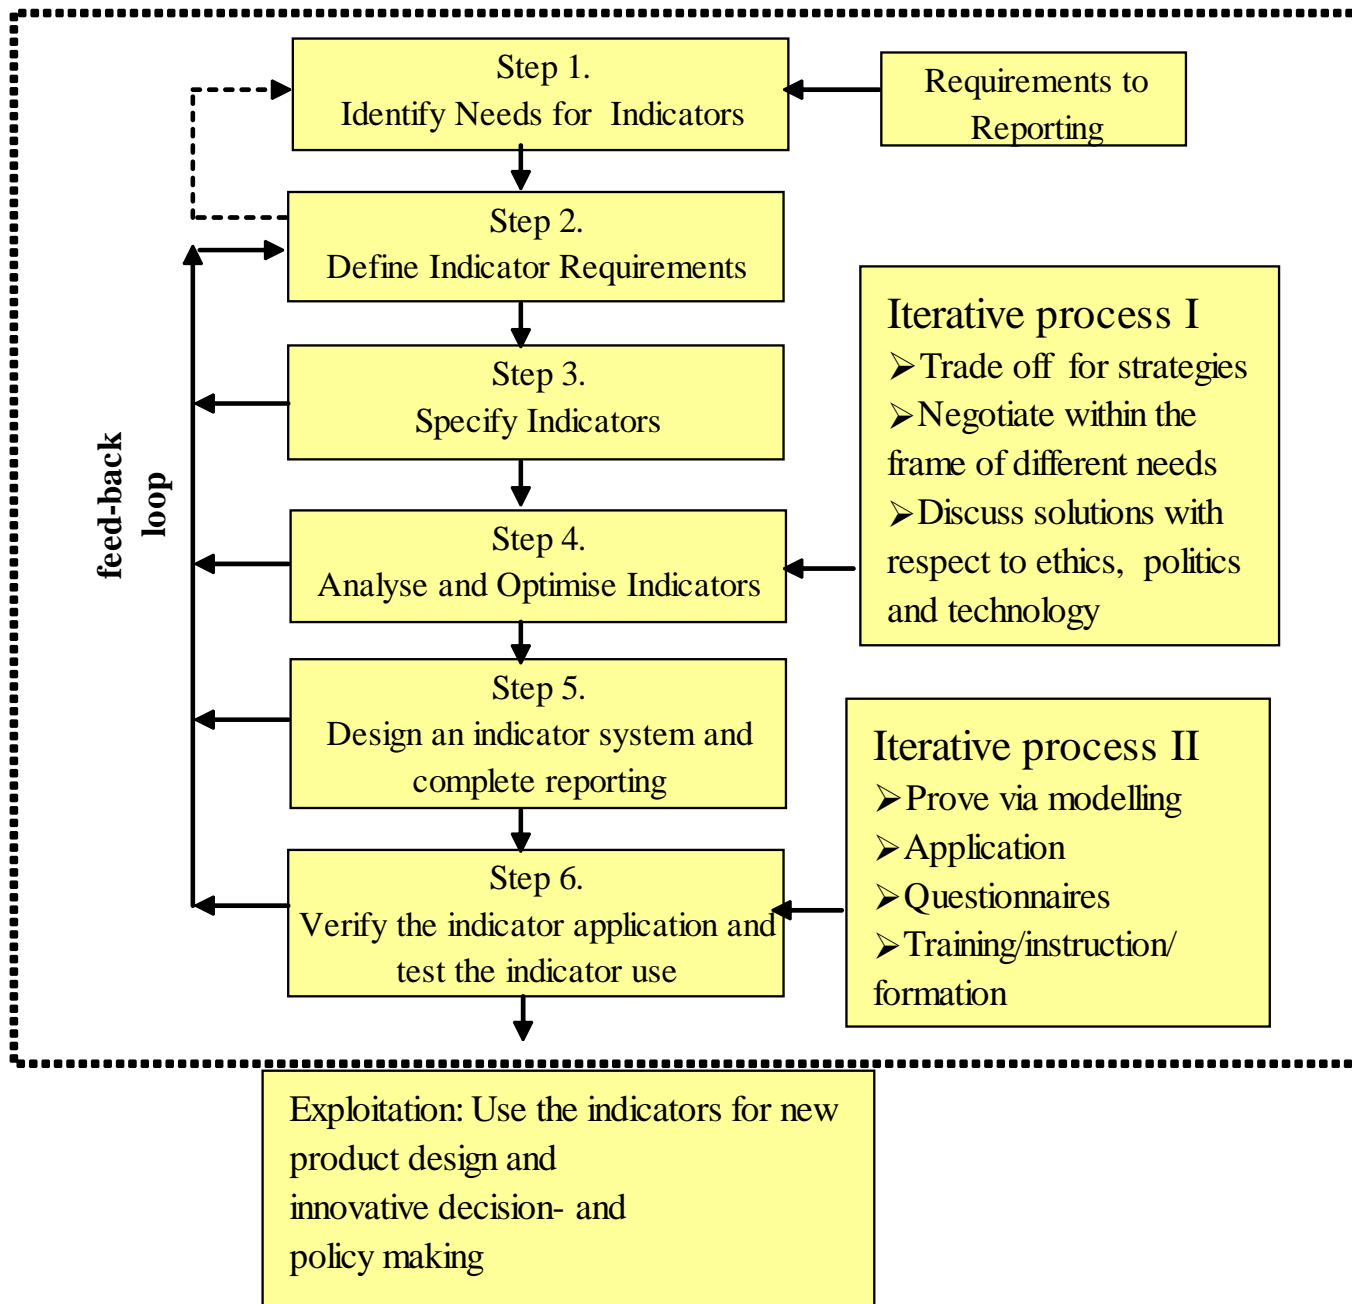 Step 1.
Identify Needs for Indicators
Requirements to
Reporting
Step 2.
Define Indicator Requirements
Step 3.
Specify Indicators
Step 4.
Analyse and Optimise Indicators
Step 5.
Design an indicator system and
complete reporting
Step 6.
Verify the indicator application and
test the indicator use
feed-back
loop
Iterative process I
➢Trade off for strategies
➢Negotiate within the
frame of different needs
➢Discuss solutions with
respect to ethics, politics
and technology
Iterative process II
➢Prove via modelling
➢Application
➢Questionnaires
➢Training/instruction/
formation
Exploitation: Use the indicators for new
product design and
innovative decision- and
policy making